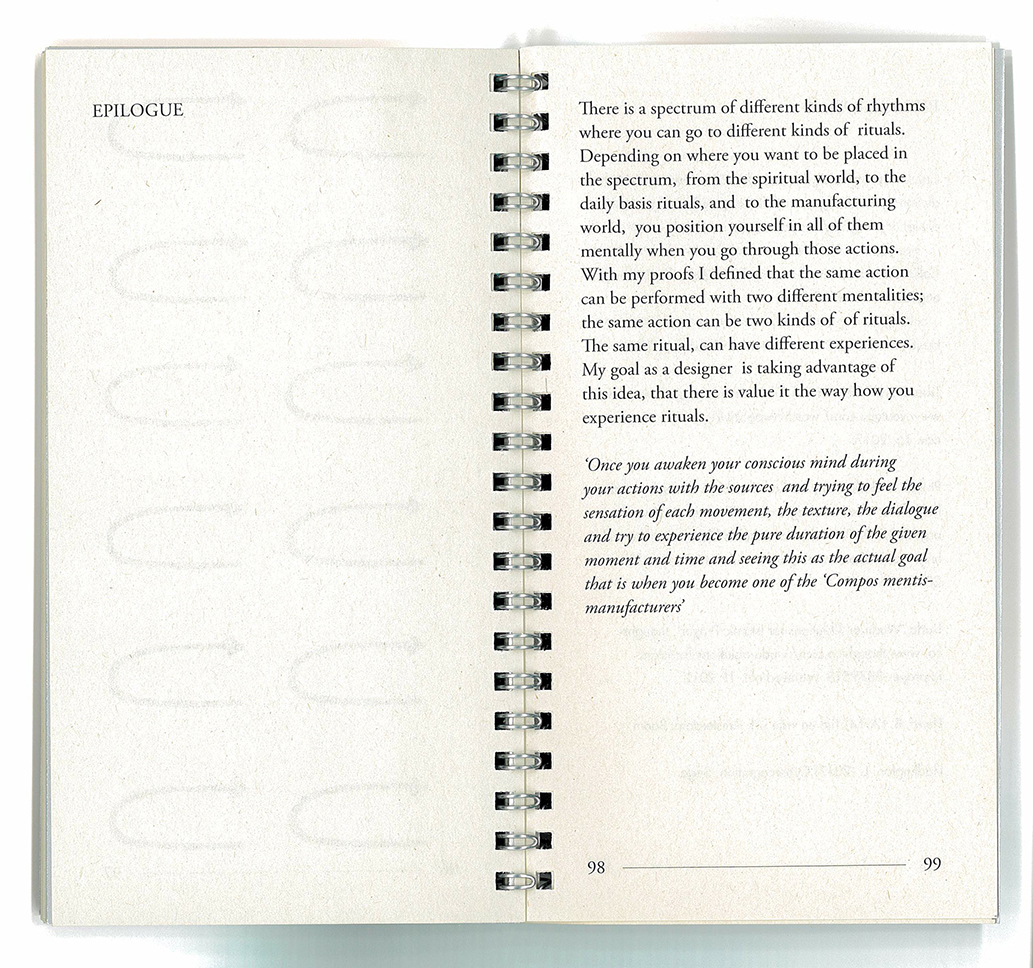 EPILOGUE
There is a spectrum of different kinds of rhythms
where you can go to different kinds of rituals.
Depending on where you want to be placed in
the spectrum, from the spiritual world, to the
daily basis rituals, and to the manufacturing
world, you position yourself in all of them
mentally when you go through those actions.
With my proofs I defined that the same action
can be performed with two different mentalities;
the same action can be two kinds of of rituals.
The same ritual, can have different experiences.
My goal as a designer is taking advantage of
this idea, that there is value it the way how you
experience rituals.
‘Once you awaken your conscious mind during
your actions with the sources and trying to feel the
sensation of each movement, the texture, the dialogue
and try to experience the pure duration of the given
moment and time and seeing this as the actual goal
that is when you become one of the ‘Compos mentis-
manufacturers’
98 99